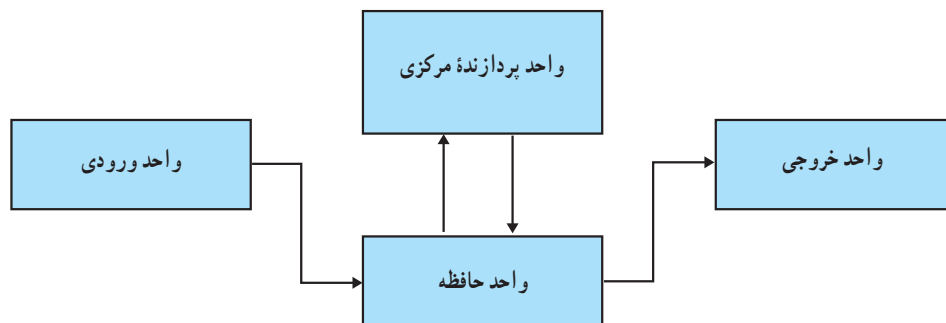 واحد پردازندهٔ مرکزی
واحد ورودی
واحد خروجی
واحد حافظه